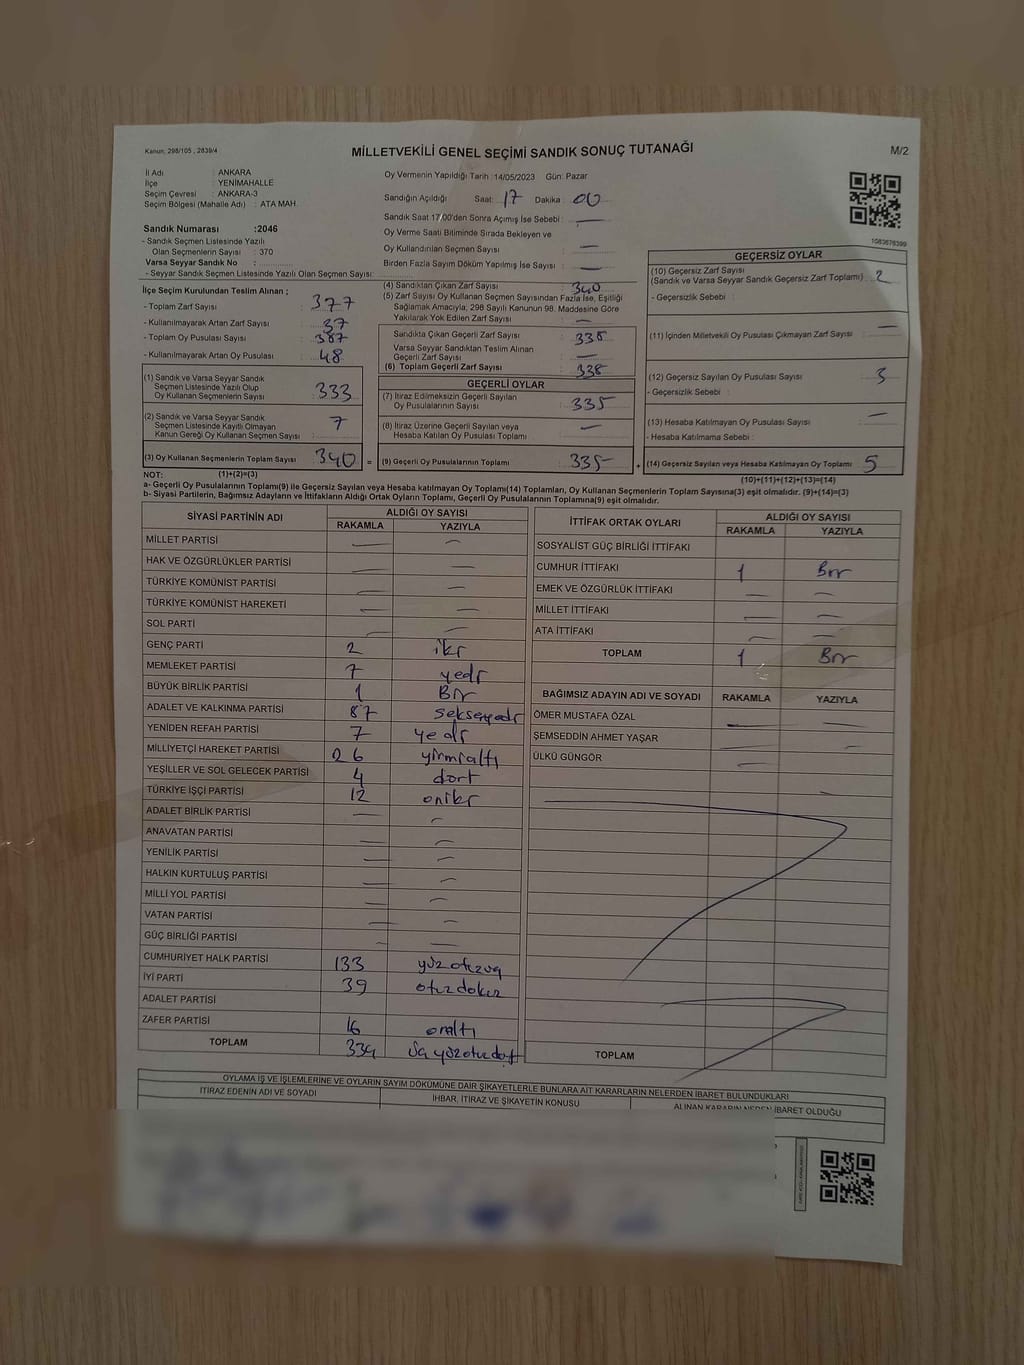 Kanun: 298/105 , 2839/4
MİLLETVEKİLİ GENEL SEÇİMİ SANDIK SONUÇ TUTANAĞI
M/2
İl Adı : ANKARA
İlçe : YENİMAHALLE
Seçim Çevresi : ANKARA-3
Seçim Bölgesi (Mahalle Adı) : ATA MAH.
Oy Vermenin Yapıldığı Tarih :14/05/2023 Gün: Pazar
Sandığın Açıldığı Saat: 17 Dakika: 00
Sandık Saat 17:00'den Sonra Açımış İse Sebebi : —
Oy Verme Saati Bitiminde Sırada Bekleyen ve
Oy Kullandırılan Seçmen Sayısı : —
Birden Fazla Sayım Döküm Yapılmış İse Sayısı : —
1083676399
Sandık Numarası :2046
- Sandık Seçmen Listesinde Yazılı
Olan Seçmenlerin Sayısı : 370
Varsa Seyyar Sandık No :
- Seyyar Sandık Seçmen Listesinde Yazılı Olan Seçmen Sayısı:
İlçe Seçim Kurulundan Teslim Alınan ;
- Toplam Zarf Sayısı : 377
- Kullanılmayarak Artan Zarf Sayısı : 37
- Toplam Oy Pusulası Sayısı : 387
- Kullanılmayarak Artan Oy Pusulası : 48
(1) Sandık ve Varsa Seyyar Sandık
Seçmen Listesinde Yazılı Olup
Oy Kullanan Seçmenlerin Sayısı : 333
(2) Sandık ve Varsa Seyyar Sandık
Seçmen Listesinde Kayıtlı Olmayan
Kanun Gereği Oy Kullanan Seçmen Sayısı : 7
(3) Oy Kullanan Seçmenlerin Toplam Sayısı : 340
(4) Sandıktan Çıkan Zarf Sayısı : 340
(5) Zarf Sayısı Oy Kullanan Seçmen Sayısından Fazla İse, Eşitliği
Sağlamak Amacıyla; 298 Sayılı Kanunun 98. Maddesine Göre
Yakılarak Yok Edilen Zarf Sayısı : —
Sandıkta Çıkan Geçerli Zarf Sayısı : 338
Varsa Seyyar Sandıktan Teslim Alınan
Geçerli Zarf Sayısı : —
(6) Toplam Geçerli Zarf Sayısı : 338
GEÇERLİ OYLAR
(7) İtiraz Edilmeksizin Geçerli Sayılan
Oy Pusulalarının Sayısı : 335
(8) İtiraz Üzerine Geçerli Sayılan veya
Hesaba Katılan Oy Pusulası Toplamı : —
= (9) Geçerli Oy Pusulalarının Toplamı : 335
GEÇERSİZ OYLAR
(10) Geçersiz Zarf Sayısı
(Sandık ve Varsa Seyyar Sandık Geçersiz Zarf Toplamı) : 2
- Geçersizlik Sebebi :
(11) İçinden Milletvekili Oy Pusulası Çıkmayan Zarf Sayısı : —
(12) Geçersiz Sayılan Oy Pusulası Sayısı : 3
- Geçersizlik Sebebi :
(13) Hesaba Katılmayan Oy Pusulası Sayısı : —
- Hesaba Katılmama Sebebi :
+ (14) Geçersiz Sayılan veya Hesaba Katılmayan Oy Toplamı : 5
NOT: (1)+(2)=(3)
(10)+(11)+(12)+(13)=(14)
a- Geçerli Oy Pusulalarının Toplamı(9) ile Geçersiz Sayılan veya Hesaba Katılmayan Oy Toplamı(14) Toplamları, Oy Kullanan Seçmenlerin Toplam Sayısına(3) eşit olmalıdır. (9)+(14)=(3)
b- Siyasi Partilerin, Bağımsız Adayların ve İttifakların Aldığı Ortak Oyların Toplamı, Geçerli Oy Pusulalarının Toplamına(9) eşit olmalıdır.
SİYASİ PARTİNİN ADI ALDIĞI OY SAYISI
RAKAMLA YAZIYLA
MİLLET PARTİSİ — —
HAK VE ÖZGÜRLÜKLER PARTİSİ — —
TÜRKİYE KOMÜNİST PARTİSİ — —
TÜRKİYE KOMÜNİST HAREKETİ — —
SOL PARTİ — —
GENÇ PARTİ 2 iki
MEMLEKET PARTİSİ 7 yedi
BÜYÜK BİRLİK PARTİSİ 1 Bir
ADALET VE KALKINMA PARTİSİ 87 seksenyedi
YENİDEN REFAH PARTİSİ 7 yedi
MİLLİYETÇİ HAREKET PARTİSİ 26 yirmialtı
YEŞİLLER VE SOL GELECEK PARTİSİ 4 dört
TÜRKİYE İŞÇİ PARTİSİ 12 oniki
ADALET BİRLİK PARTİSİ — —
ANAVATAN PARTİSİ — —
YENİLİK PARTİSİ — —
HALKIN KURTULUŞ PARTİSİ — —
MİLLİ YOL PARTİSİ — —
VATAN PARTİSİ — —
GÜÇ BİRLİĞİ PARTİSİ — —
CUMHURİYET HALK PARTİSİ 133 yüzotuzüç
İYİ PARTİ 39 otuzdokuz
ADALET PARTİSİ
ZAFER PARTİSİ 16 onaltı
TOPLAM 334 üçyüzotuzdört
İTTİFAK ORTAK OYLARI ALDIĞI OY SAYISI
RAKAMLA YAZIYLA
SOSYALİST GÜÇ BİRLİĞİ İTTİFAKI
CUMHUR İTTİFAKI 1 Bir
EMEK VE ÖZGÜRLÜK İTTİFAKI — —
MİLLET İTTİFAKI — —
ATA İTTİFAKI — —
TOPLAM 1 Bir
BAĞIMSIZ ADAYIN ADI VE SOYADI RAKAMLA YAZIYLA
ÖMER MUSTAFA ÖZAL — —
ŞEMSEDDİN AHMET YAŞAR — —
ÜLKÜ GÜNGÖR — —
TOPLAM
OYLAMA İŞ VE İŞLEMLERİNE VE OYLARIN SAYIM DÖKÜMÜNE DAİR ŞİKAYETLERLE BUNLARA AİT KARARLARIN NELERDEN İBARET BULUNDUKLARI
İTİRAZ EDENİN ADI VE SOYADI İHBAR, İTİRAZ VE ŞİKAYETİN KONUSU ALINAN KARARIN NEDEN İBARET OLDUĞU